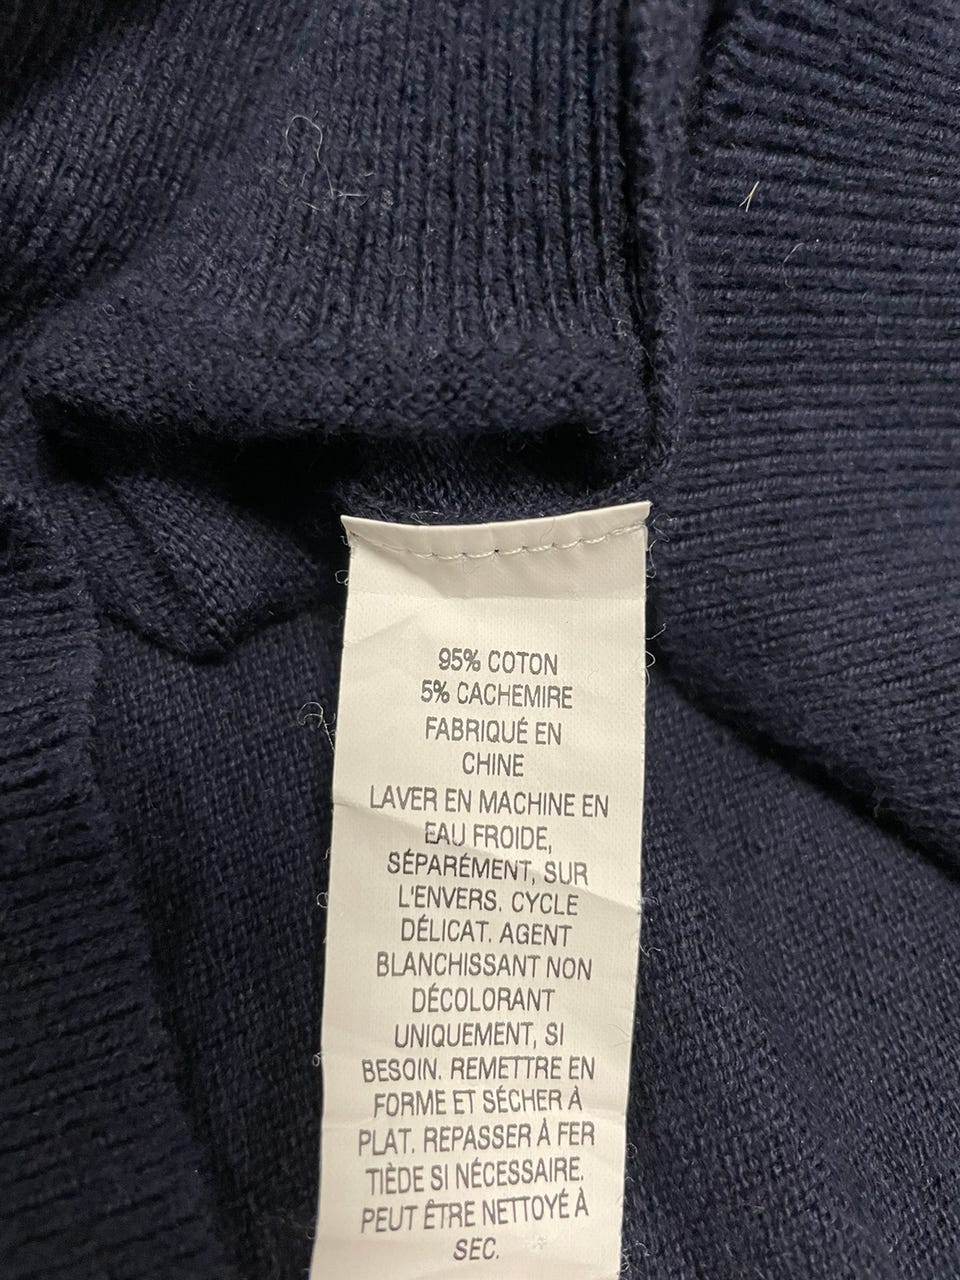 95% COTON
5% CACHEMIRE
FABRIQUÉ EN
CHINE
LAVER EN MACHINE EN
EAU FROIDE,
SÉPARÉMENT, SUR
L'ENVERS. CYCLE
DÉLICAT. AGENT
BLANCHISSANT NON
DÉCOLORANT
UNIQUEMENT, SI
BESOIN. REMETTRE EN
FORME ET SÉCHER À
PLAT. REPASSER À FER
TIÈDE SI NÉCESSAIRE.
PEUT ÊTRE NETTOYÉ À
SEC.